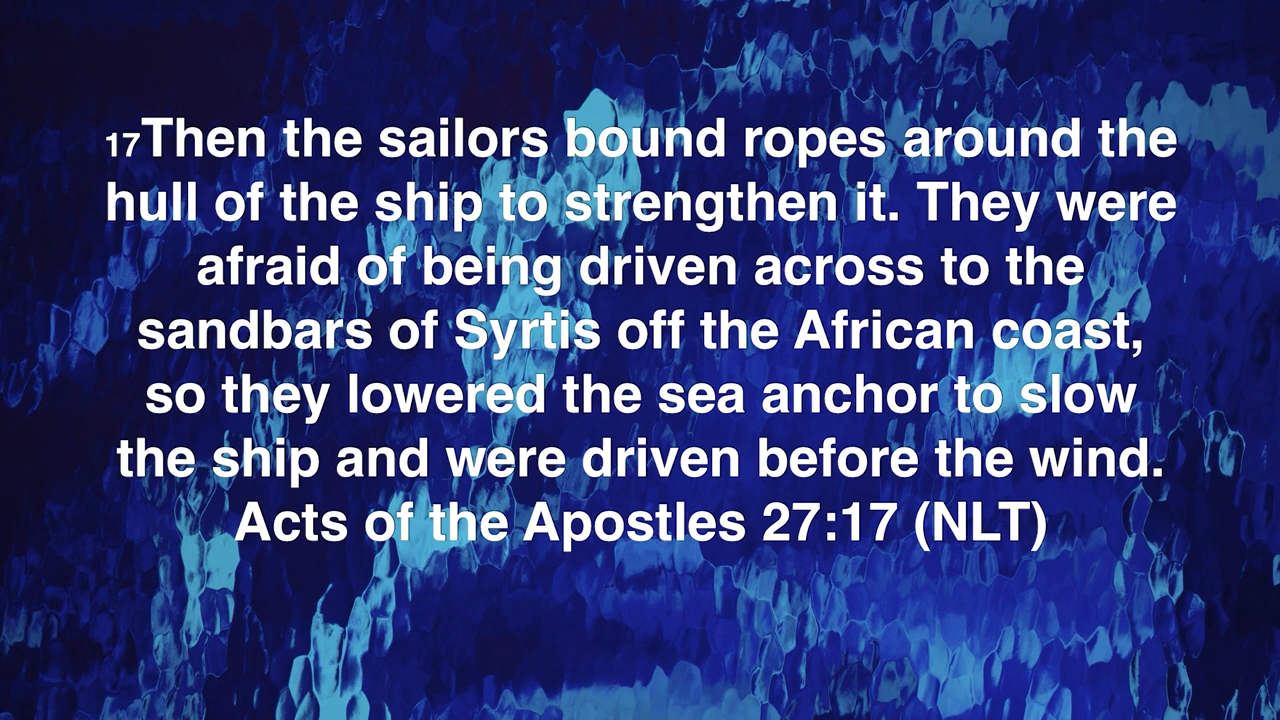 17Then the sailors bound ropes around the
hull of the ship to strengthen it. They were
afraid of being driven across to the
sandbars of Syrtis off the African coast,
so they lowered the sea anchor to slow
the ship and were driven before the wind.
Acts of the Apostles 27:17 (NLT)